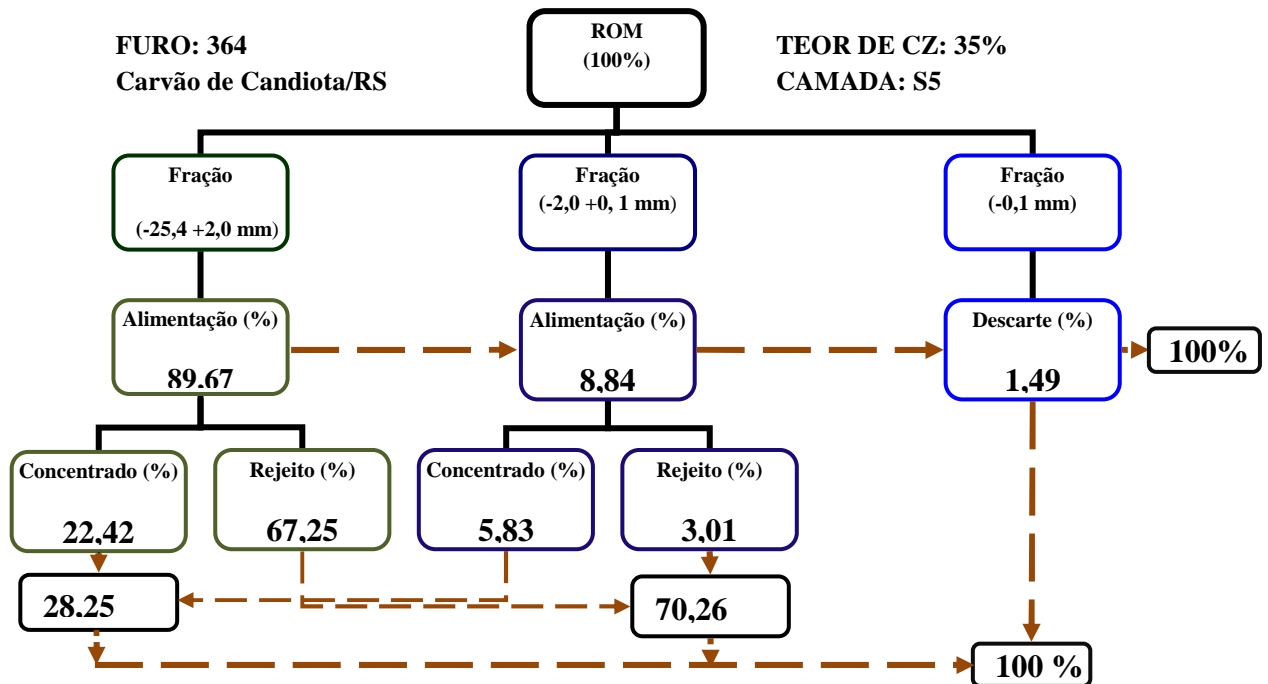 FURO: 364
Carvão de Candiota/RS
ROM
(100%)
TEOR DE CZ: 35%
CAMADA: S5
Fração
(-25,4 +2,0 mm)
Fração
(-2,0 +0, 1 mm)
Fração
(-0,1 mm)
Alimentação (%)
89,67
Alimentação (%)
8,84
Descarte (%)
1,49
100%
Concentrado (%)
22,42
Rejeito (%)
67,25
Concentrado (%)
5,83
Rejeito (%)
3,01
28,25
70,26
100 %